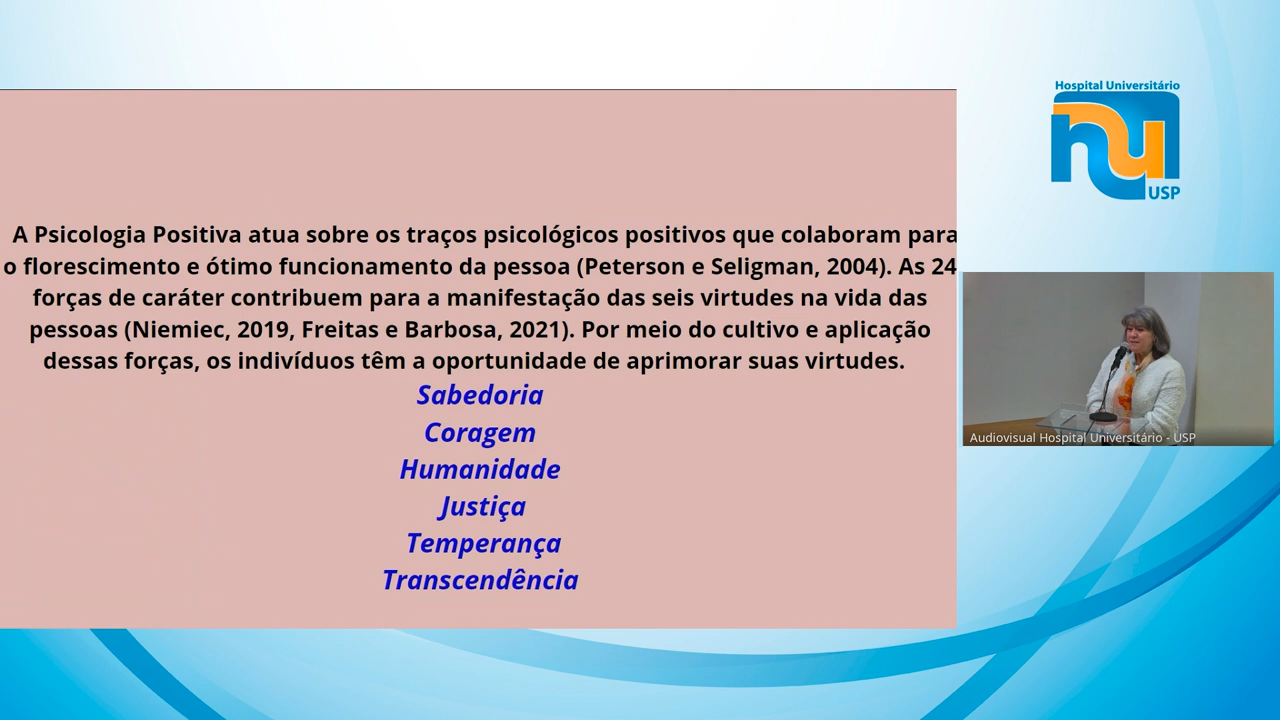 Hospital Universitário
hu
USP
A Psicologia Positiva atua sobre os traços psicológicos positivos que colaboram para
o florescimento e ótimo funcionamento da pessoa (Peterson e Seligman, 2004). As 24
forças de caráter contribuem para a manifestação das seis virtudes na vida das
pessoas (Niemiec, 2019, Freitas e Barbosa, 2021). Por meio do cultivo e aplicação
dessas forças, os indivíduos têm a oportunidade de aprimorar suas virtudes.
Sabedoria
Coragem
Humanidade
Justiça
Temperança
Transcendência
Audiovisual Hospital Universitário - USP